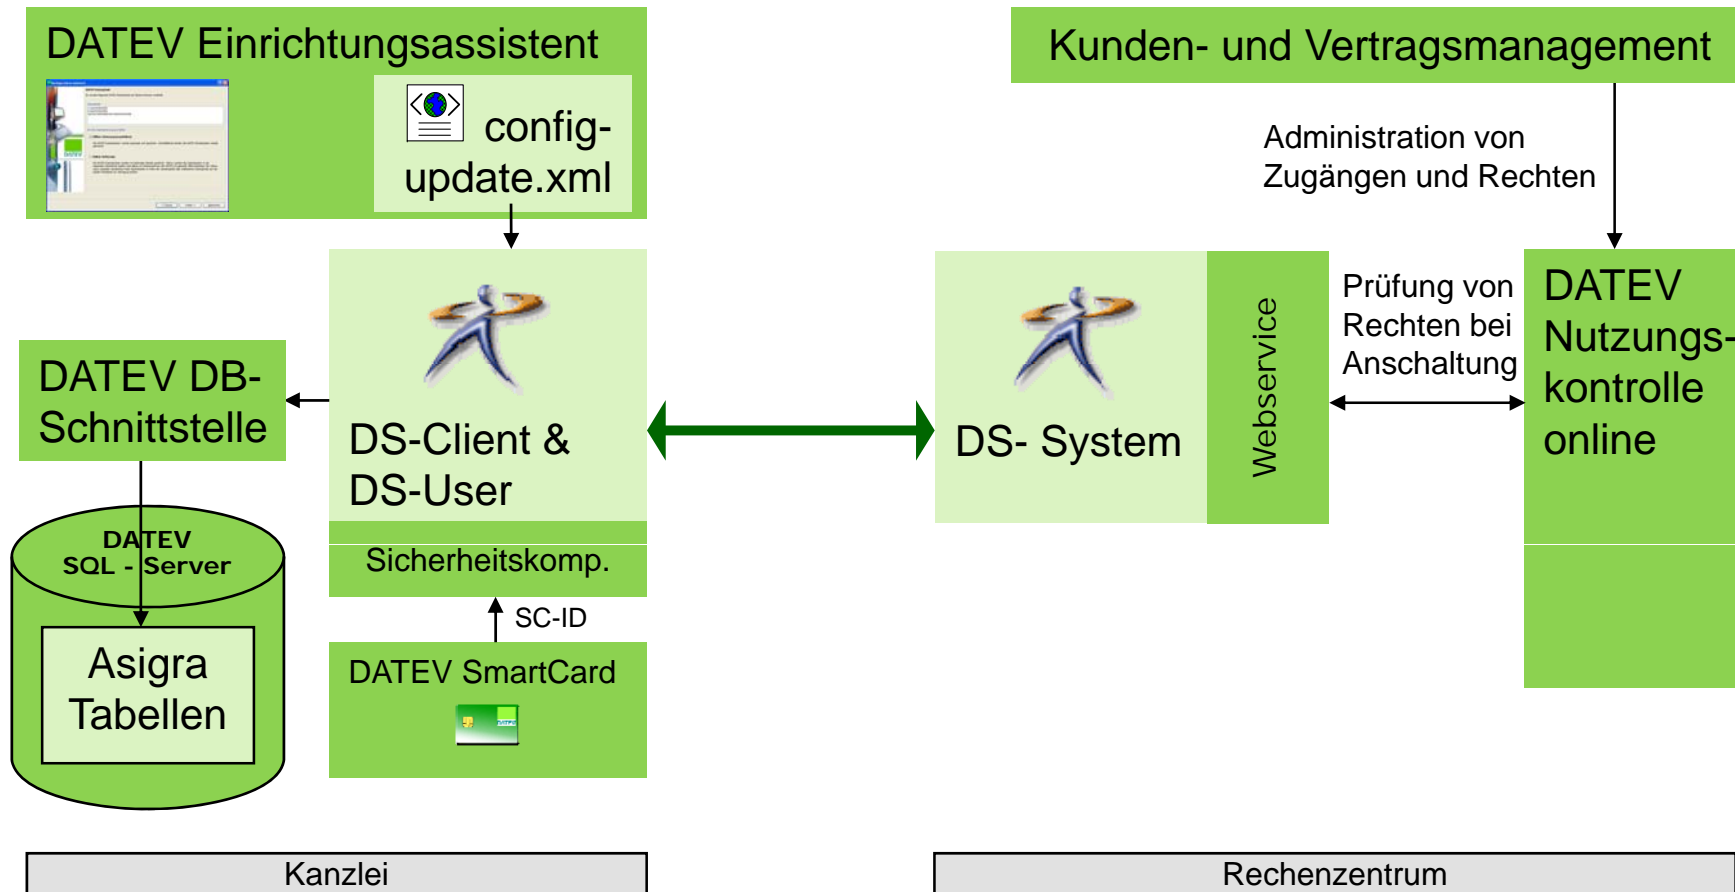 DATEV Einrichtungsassistent
config-
update.xml
Kunden- und Vertragsmanagement
Administration von
Zugängen und Rechten
DATEV DB-
Schnittstelle
DS-Client &
DS-User
Sicherheitskomp.
SC-ID
DATEV SmartCard
DATEV
DATEV
SQL - Server
Asigra
Tabellen
DS- System
Webservice
Prüfung von
Rechten bei
Anschaltung
DATEV
Nutzungs-
kontrolle
online
Kanzlei
Rechenzentrum